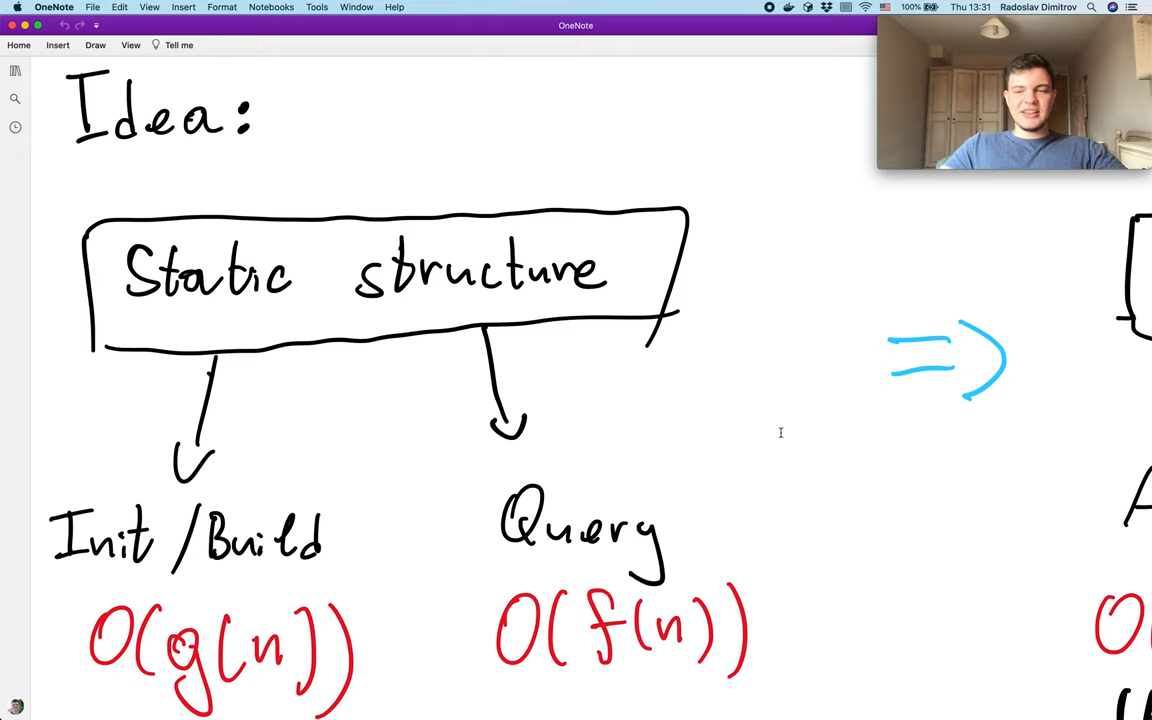 OneNote File Edit View Insert Format Notebooks Tools Window Help 100% Thu 13:31 Radoslav Dimitrov
OneNote
Home Insert Draw View Tell me
Idea:
Static structure
=>
Init/Build Query
O(g(n)) O(f(n)) O(